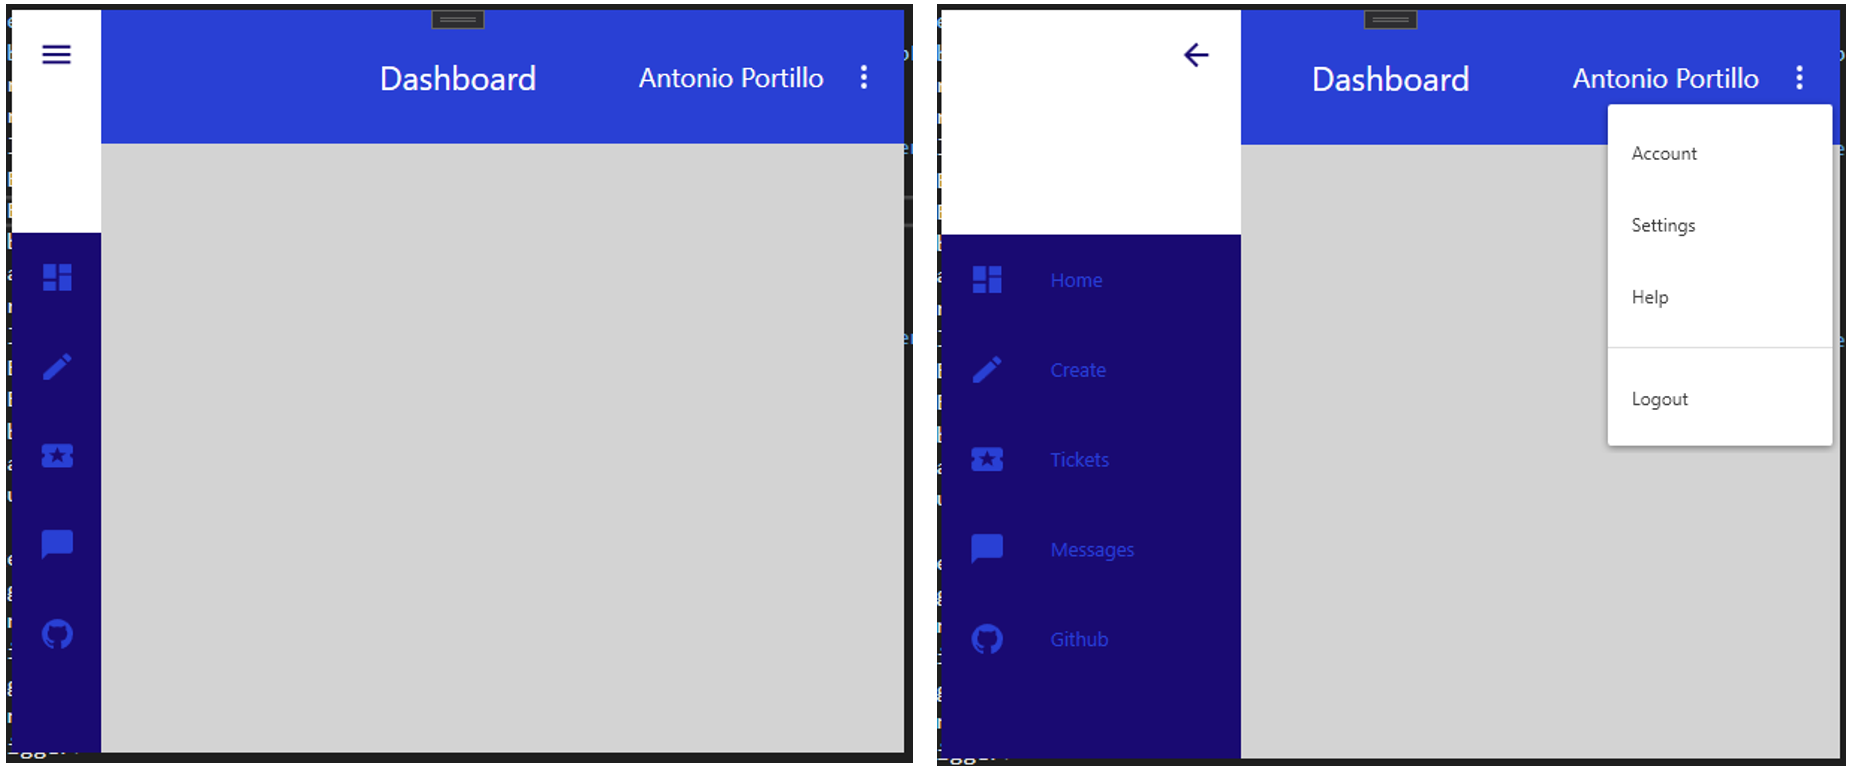 Dashboard
Antonio Portillo
Dashboard
Antonio Portillo
Account
Settings
Help
Logout
Home
Create
Tickets
Messages
Github